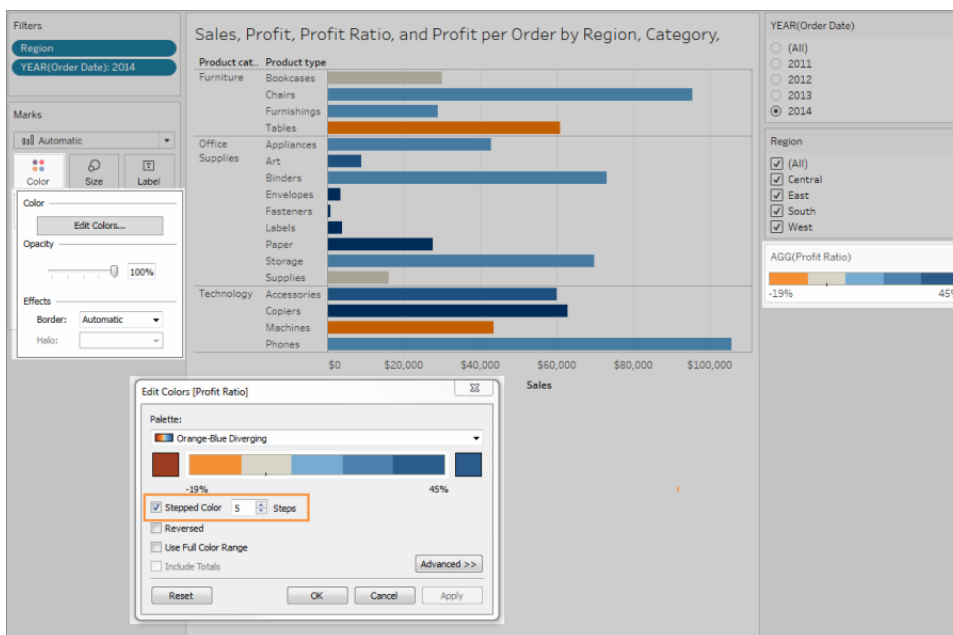 Filters
Region
YEAR(Order Date): 2014
Marks
Automatic
Color
Size
Label
Color
Edit Colors...
Opacity
100%
Effects
Border: Automatic
Halo:
Sales, Profit, Profit Ratio, and Profit per Order by Region, Category,
Product cat.. Product type
Furniture Bookcases
Chairs
Furnishings
Tables
Office Supplies Appliances
Art
Binders
Envelopes
Fasteners
Labels
Paper
Storage
Supplies
Technology Accessories
Copiers
Machines
Phones
$0 $20,000 $40,000 $60,000 $80,000 $100,000
Sales
YEAR(Order Date)
(All)
2011
2012
2013
2014
Region
(All)
Central
East
South
West
AGG(Profit Ratio)
-19% 45%
Edit Colors [Profit Ratio]
Palette:
Orange-Blue Diverging
-19% 45%
Stepped Color 5 Steps
Reversed
Use Full Color Range
Include Totals
Advanced >>
Reset OK Cancel Apply